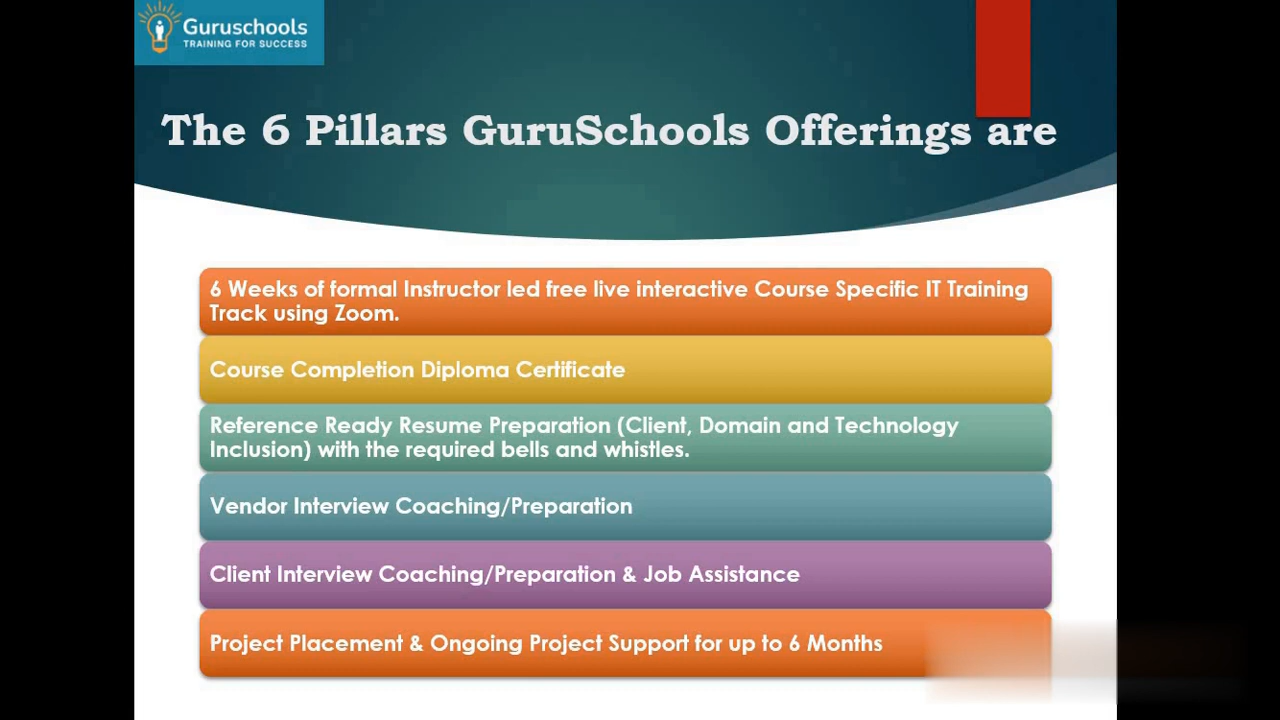 Guruschools
TRAINING FOR SUCCESS
The 6 Pillars GuruSchools Offerings are
6 Weeks of formal Instructor led free live interactive Course Specific IT Training
Track using Zoom.
Course Completion Diploma Certificate
Reference Ready Resume Preparation (Client, Domain and Technology
Inclusion) with the required bells and whistles.
Vendor Interview Coaching/Preparation
Client Interview Coaching/Preparation & Job Assistance
Project Placement & Ongoing Project Support for up to 6 Months